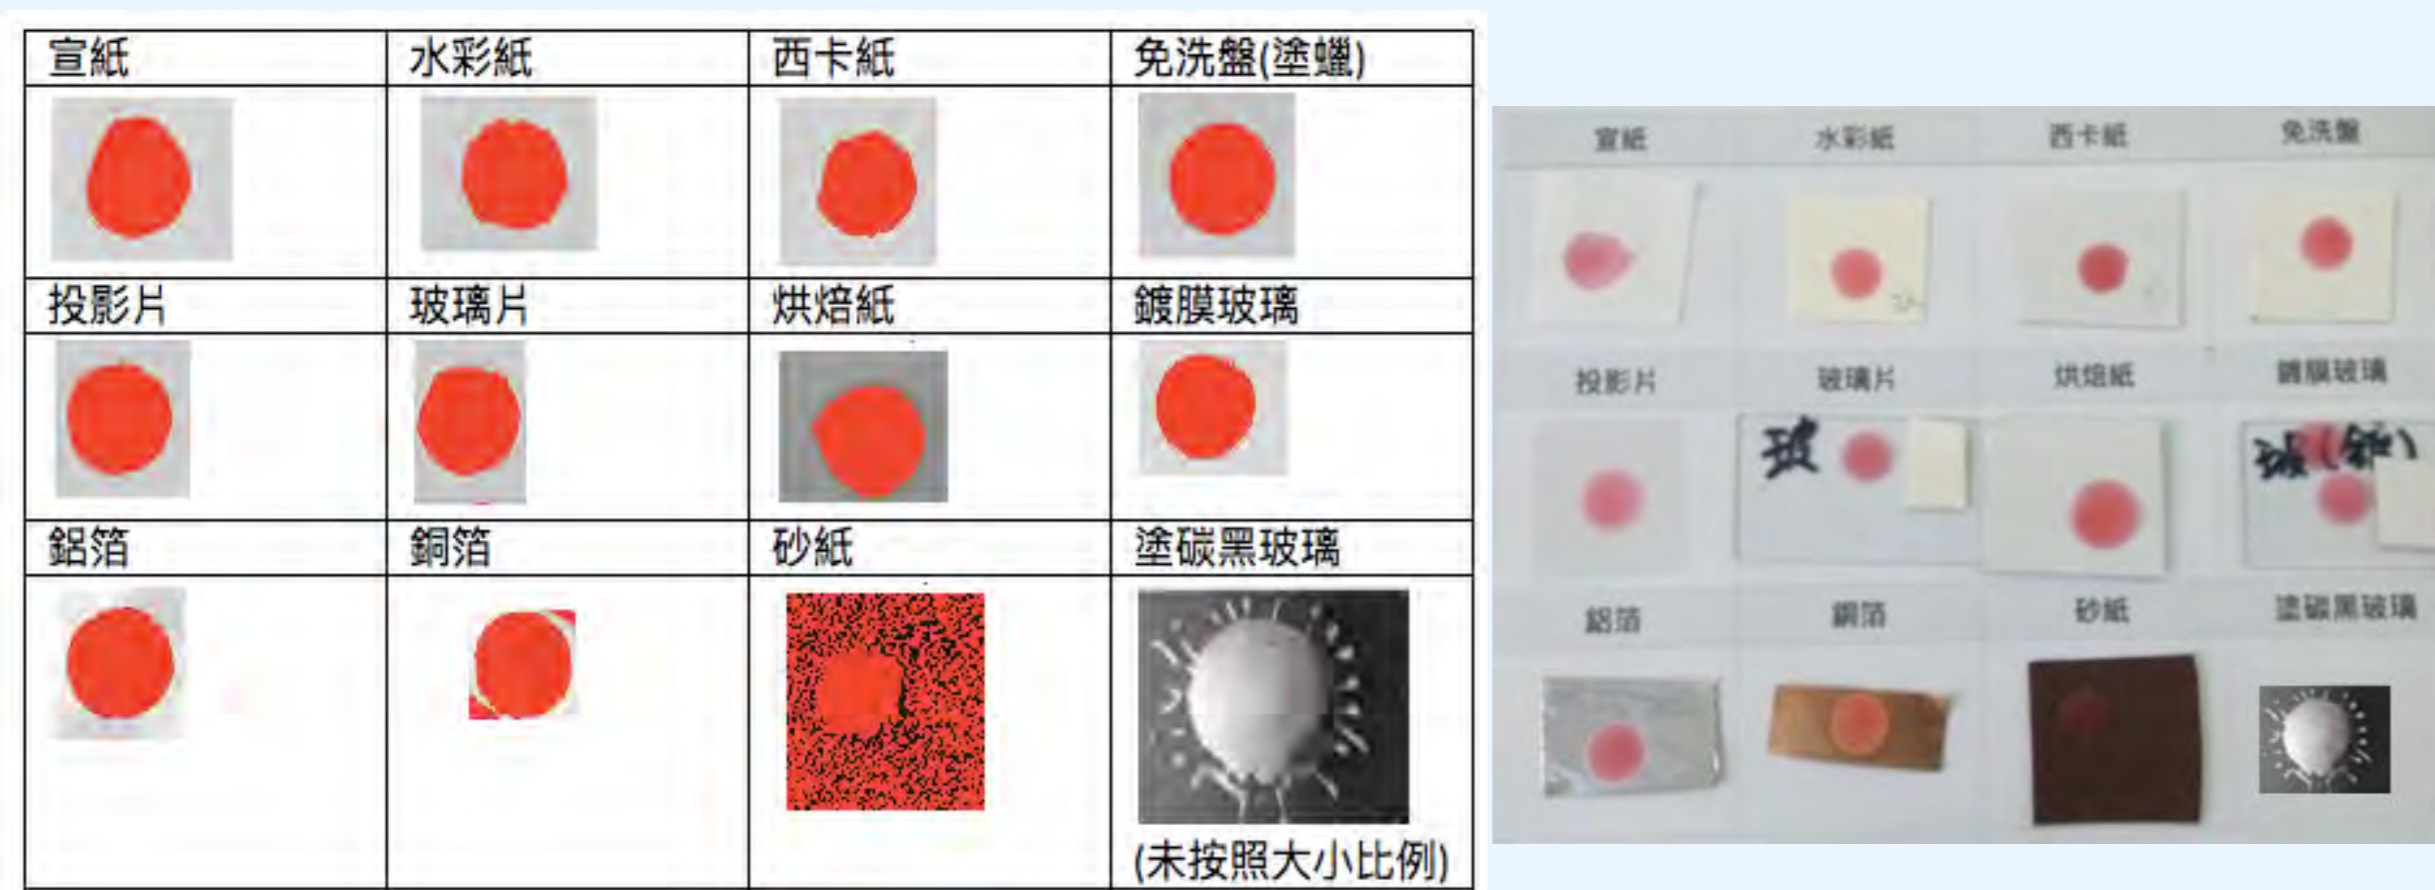 宣紙 水彩紙 西卡紙 免洗盤(塗蠟)
投影片 玻璃片 烘焙紙 鍍膜玻璃
鋁箔 銅箔 砂紙 塗碳黑玻璃
(未按照大小比例)
宣紙 水彩紙 西卡紙 免洗盤
投影片 玻璃片 烘焙紙 鍍膜玻璃
玻 玻(鍍)
鋁箔 銅箔 砂紙 塗碳黑玻璃